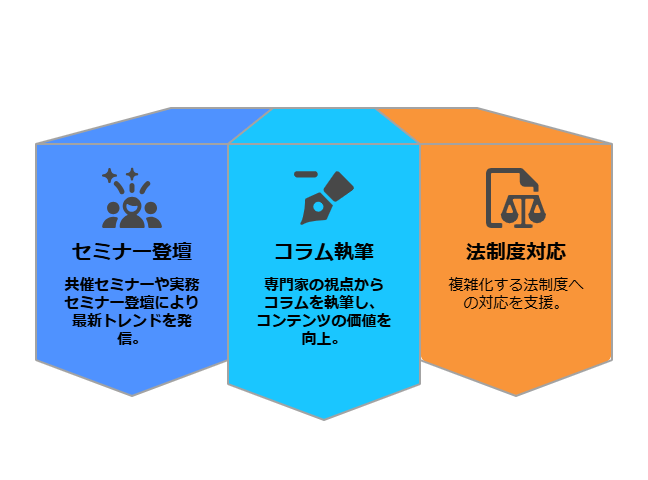 セミナー登壇
共催セミナーや実務
セミナー登壇により
最新トレンドを発
信。
コラム執筆
専門家の視点から
コラムを執筆し、
コンテンツの価値を
向上。
法制度対応
複雑化する法制度へ
の対応を支援。